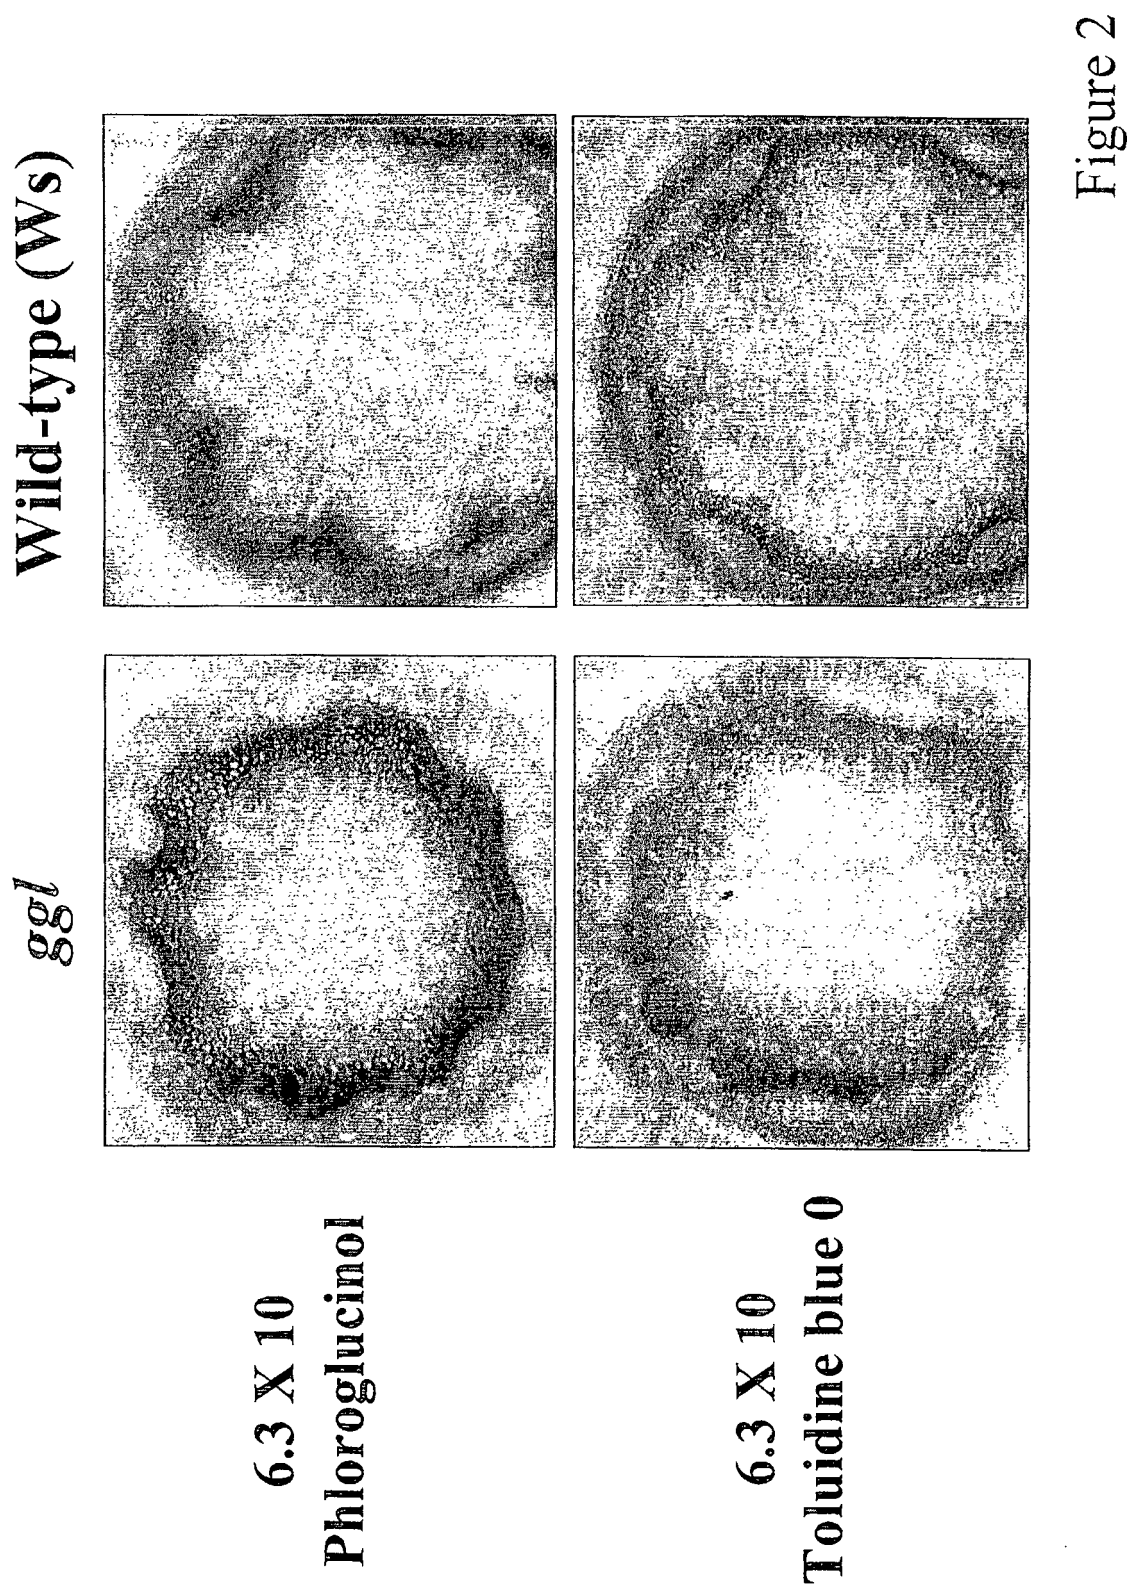 ggl
Wild-type (Ws)
6.3 X 10
Phloroglucinol
6.3 X 10
Toluidine blue 0
Figure 2